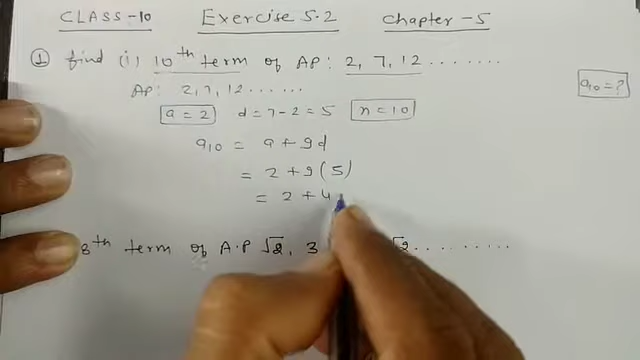 CLASS-10 Exercise 5.2 Chapter-5
① find (i) 10th term of AP: 2, 7, 12 ........
AP: 2, 7, 12 ......
a10 = ?
a = 2 d = 7-2 = 5 n = 10
a10 = a + 9d
= 2 + 9(5)
= 2 + 4
8th term of A.P √2, 3 √2 .........